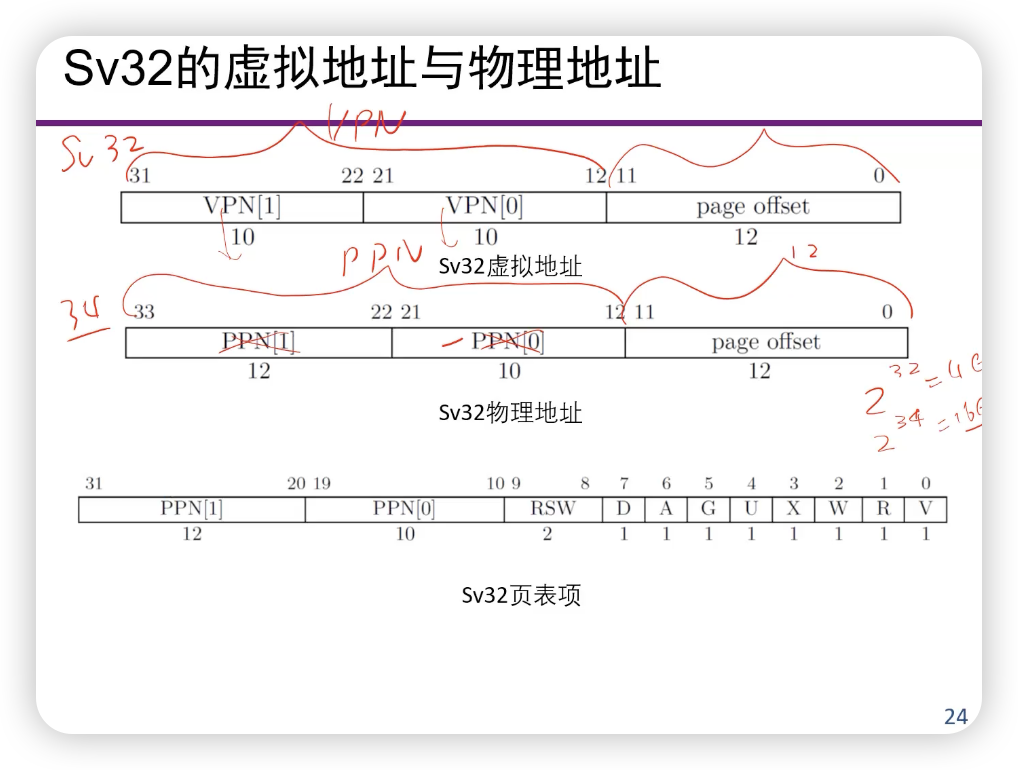 Sv32的虚拟地址与物理地址
VPN
Sv32
31 22 21 12 11 0
VPN[1] VPN[0] page offset
10 10 12
PPN
Sv32虚拟地址
12
34
33 22 21 12 11 0
PPN[1] PPN[0] page offset
12 10 12
2^32 = 4G
Sv32物理地址
2^34 = 16G
31 20 19 10 9 8 7 6 5 4 3 2 1 0
PPN[1] PPN[0] RSW D A G U X W R V
12 10 2 1 1 1 1 1 1 1 1
Sv32页表项
24